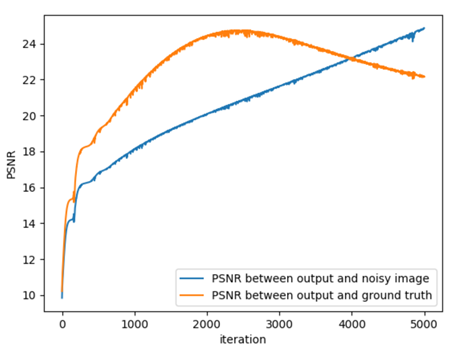 24
22
20
18
16
14
12
10
PSNR
PSNR between output and noisy image
PSNR between output and ground truth
0 1000 2000 3000 4000 5000
iteration